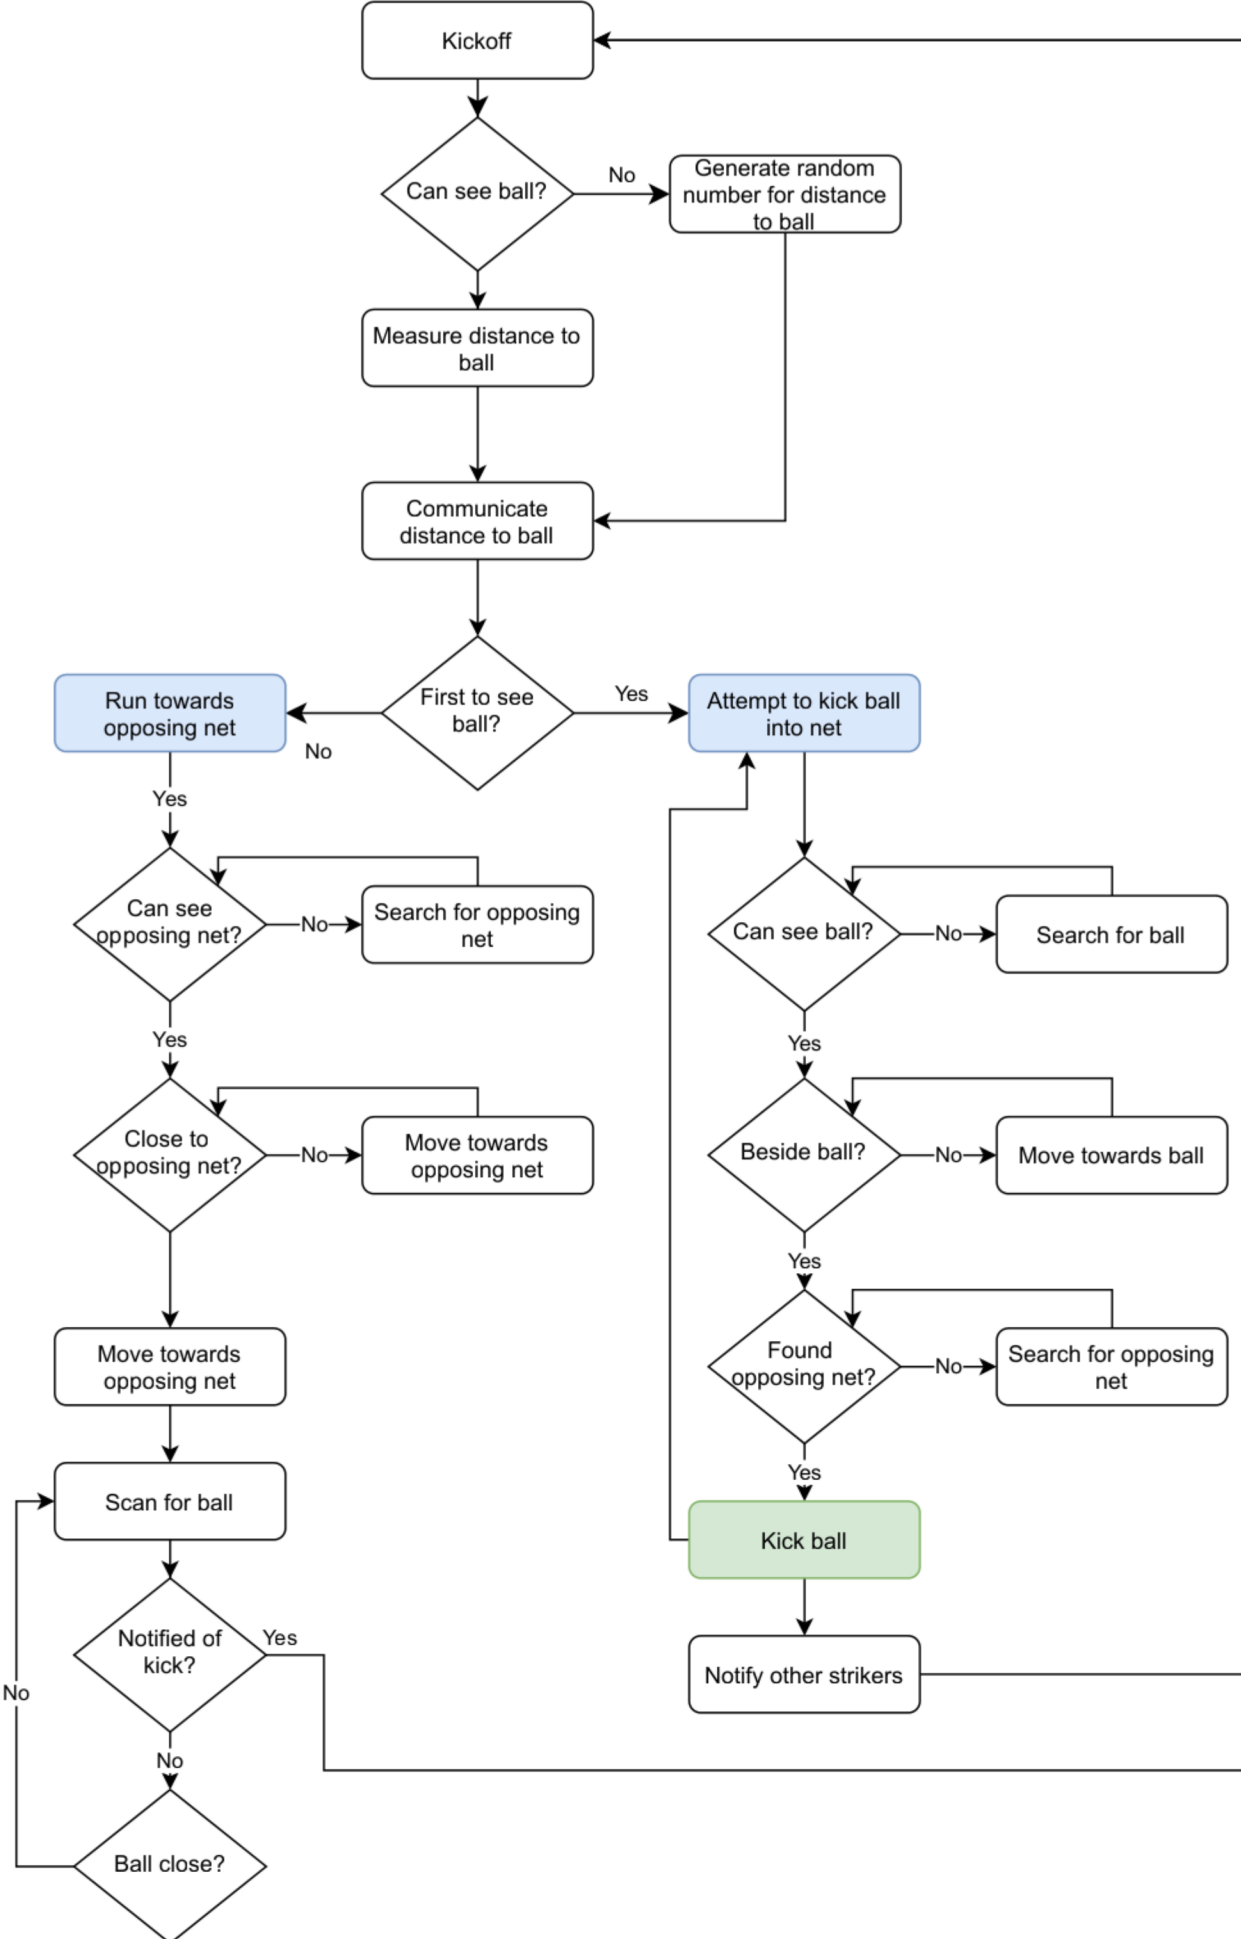 Kickoff
Can see ball?
No
Generate random
number for distance
to ball
Measure distance to
ball
Communicate
distance to ball
First to see
ball?
No
Yes
Run towards
opposing net
Attempt to kick ball
into net
Yes
Can see
opposing net?
No
Search for opposing
net
Yes
Close to
opposing net?
No
Move towards
opposing net
Move towards
opposing net
Scan for ball
Notified of
kick?
Yes
No
Ball close?
No
Can see ball?
No
Search for ball
Yes
Beside ball?
No
Move towards ball
Yes
Found
opposing net?
No
Search for opposing
net
Yes
Kick ball
Notify other strikers